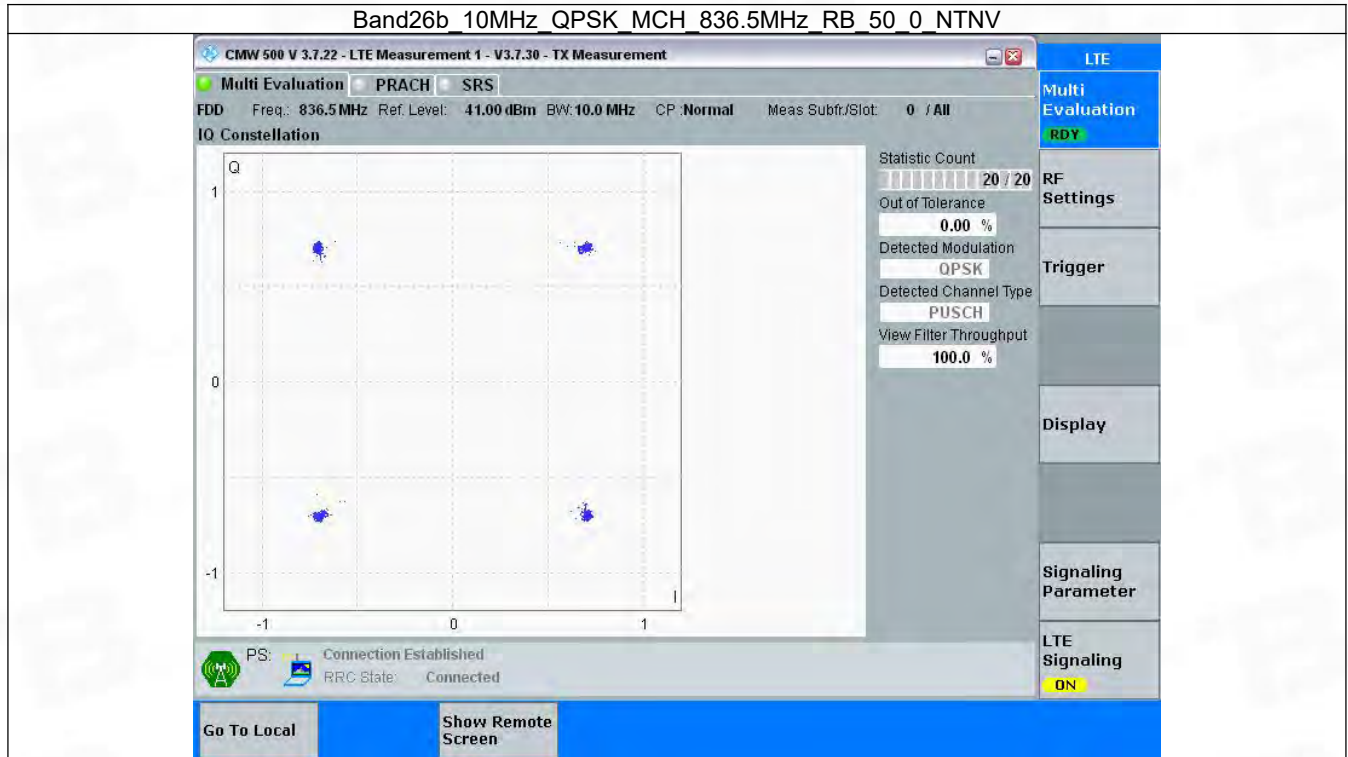 Band26b_10MHz_QPSK_MCH_836.5MHz_RB_50_0_NTNV
CMW 500 V 3.7.22 - LTE Measurement 1 - V3.7.30 - TX Measurement
LTE
Multi Evaluation PRACH SRS
Multi
Evaluation
RDY
FDD Freq.: 836.5 MHz Ref. Level: 41.00 dBm BW: 10.0 MHz CP :Normal Meas Subfr./Slot: 0 / All
IQ Constellation
Q
1
0
-1
I
-1 0 1
Statistic Count
20 / 20
Out of Tolerance
0.00 %
Detected Modulation
QPSK
Detected Channel Type
PUSCH
View Filter Throughput
100.0 %
RF
Settings
Trigger
Display
Signaling
Parameter
LTE
Signaling
ON
PS: Connection Established
RRC State: Connected
Go To Local
Show Remote
Screen